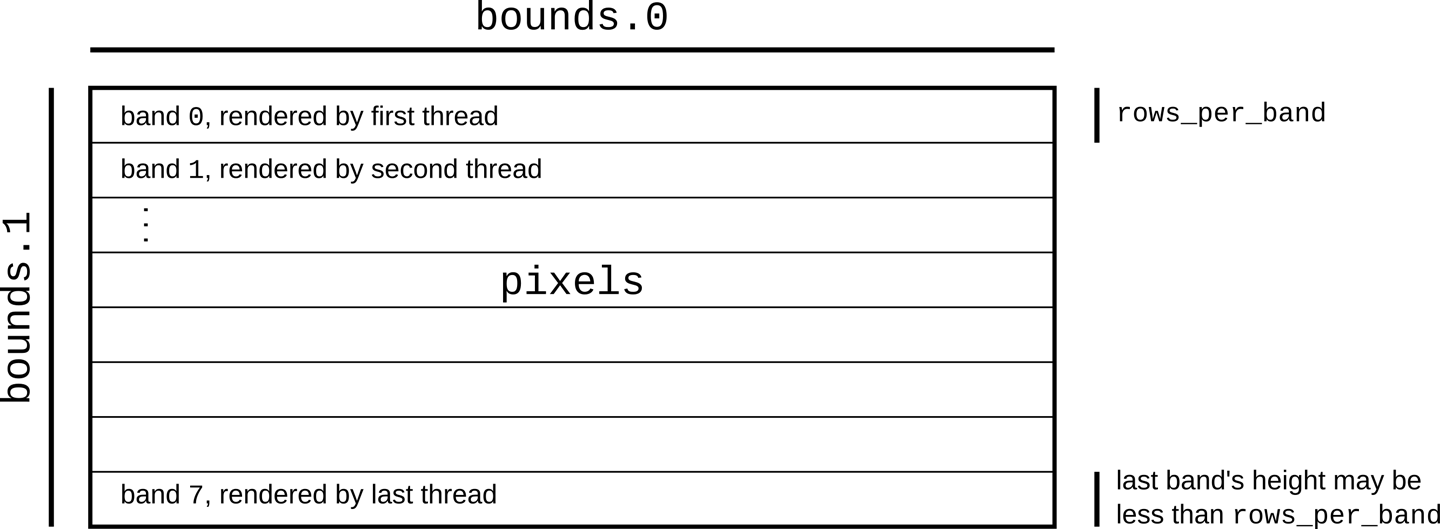 bounds.0
band 0, rendered by first thread
rows_per_band
band 1, rendered by second thread
⋮
bounds.1
pixels
band 7, rendered by last thread
last band's height may be
less than rows_per_band